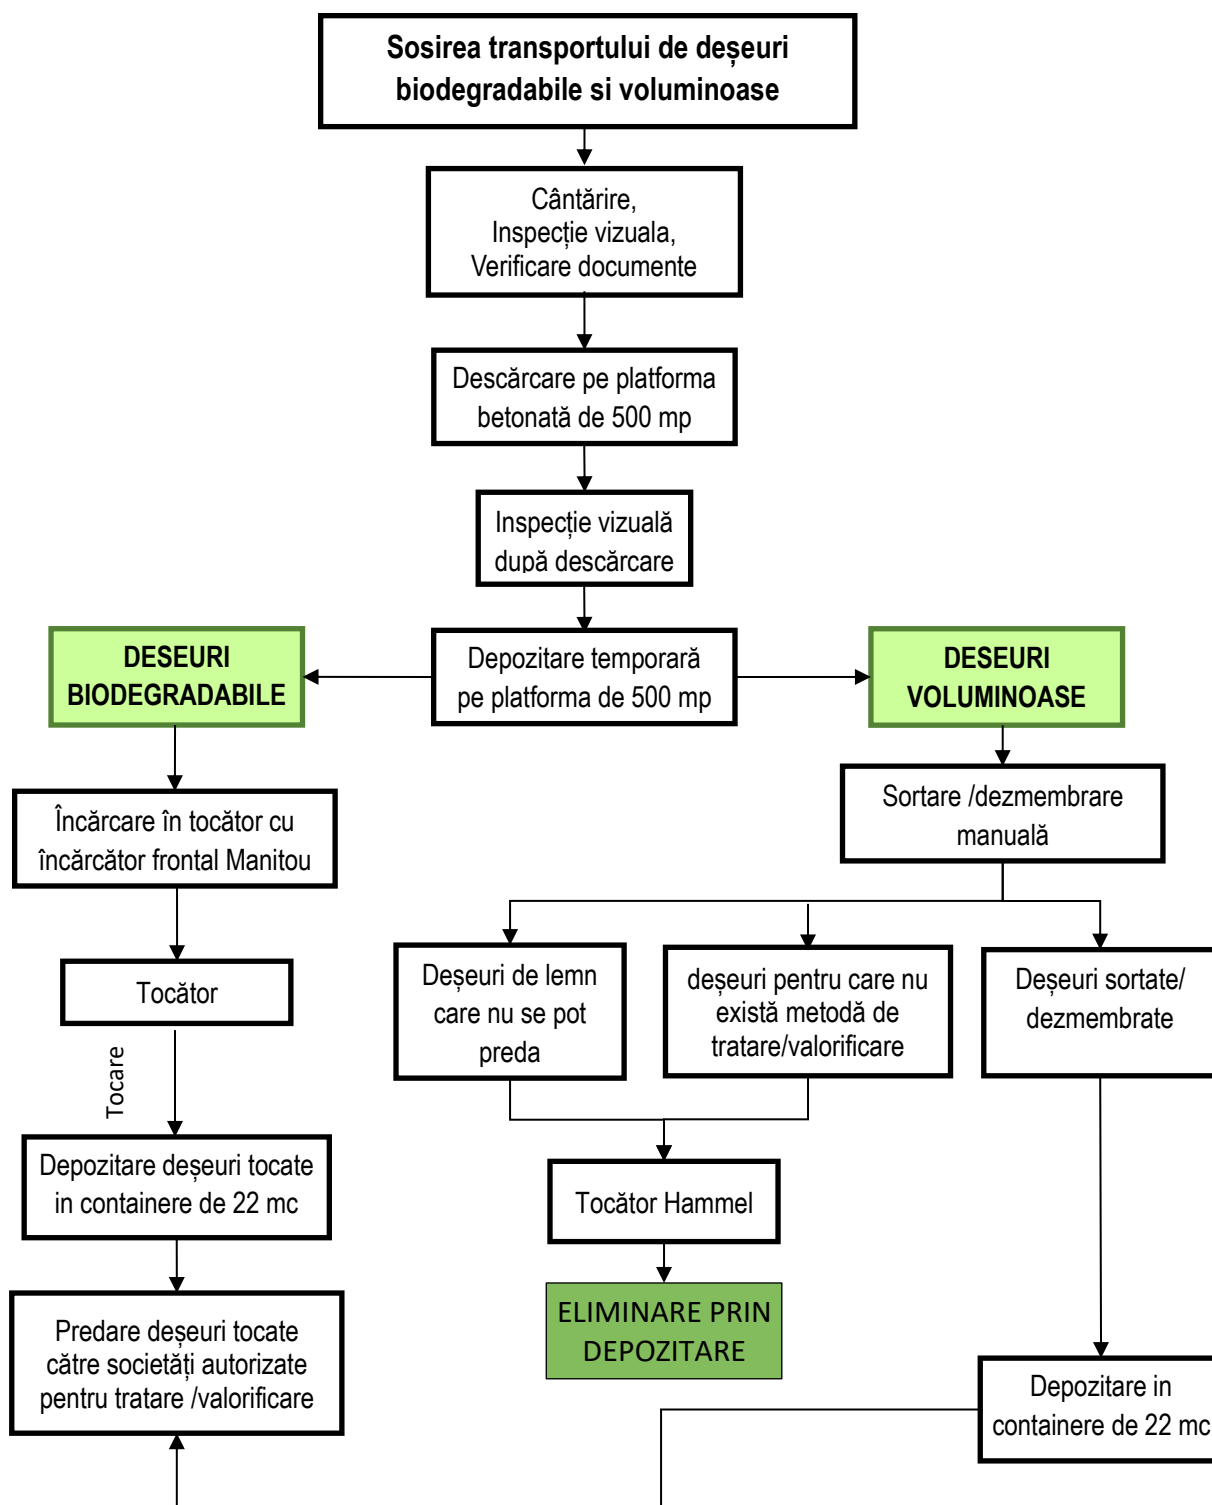 Sosirea transportului de deșeuri
biodegradabile si voluminoase
Cântărire,
Inspecție vizuala,
Verificare documente
Descărcare pe platforma
betonată de 500 mp
Inspecție vizuală
după descărcare
Depozitare temporară
pe platforma de 500 mp
DESEURI
BIODEGRADABILE
DESEURI
VOLUMINOASE
Încărcare în tocător cu
încărcător frontal Manitou
Sortare /dezmembrare
manuală
Tocător
Deșeuri de lemn
care nu se pot
preda
deșeuri pentru care nu
există metodă de
tratare/valorificare
Deșeuri sortate/
dezmembrate
Tocare
Depozitare deșeuri tocate
in containere de 22 mc
Tocător Hammel
Predare deșeuri tocate
către societăți autorizate
pentru tratare /valorificare
ELIMINARE PRIN
DEPOZITARE
Depozitare in
containere de 22 mc